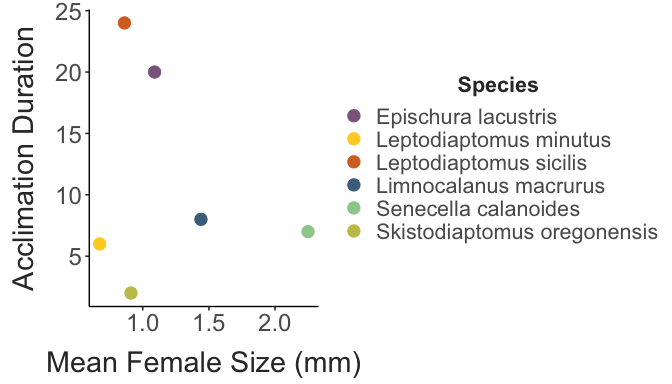 25
20
15
10
5
Acclimation Duration
1.0 1.5 2.0
Mean Female Size (mm)
Species
Epischura lacustris
Leptodiaptomus minutus
Leptodiaptomus sicilis
Limnocalanus macrurus
Senecella calanoides
Skistodiaptomus oregonensis